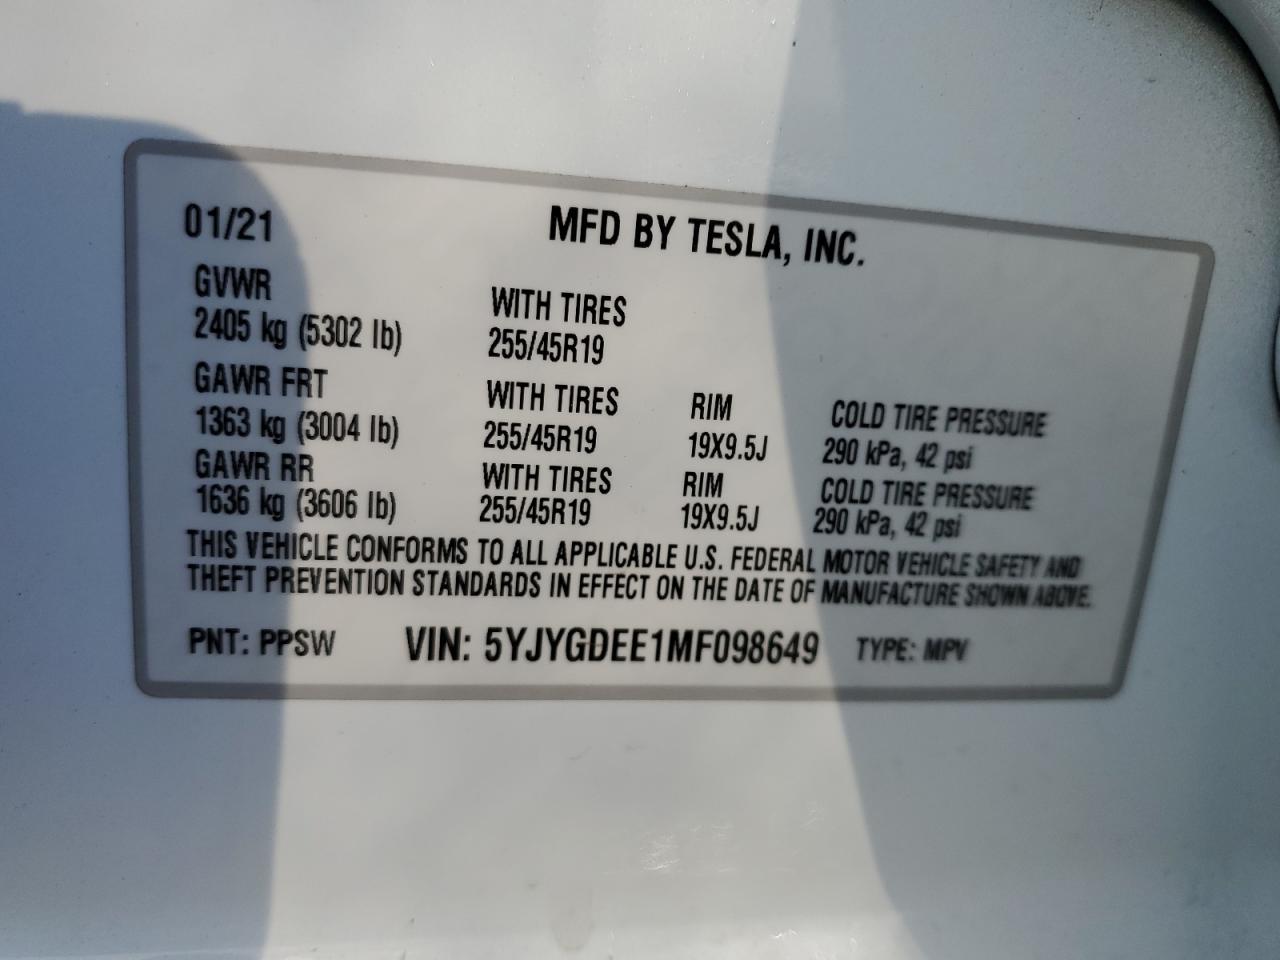 01/21 MFD BY TESLA, INC.
GVWR WITH TIRES
2405 kg (5302 lb) 255/45R19
GAWR FRT WITH TIRES RIM COLD TIRE PRESSURE
1363 kg (3004 lb) 255/45R19 19X9.5J 290 kPa, 42 psi
GAWR RR WITH TIRES RIM COLD TIRE PRESSURE
1636 kg (3606 lb) 255/45R19 19X9.5J 290 kPa, 42 psi
THIS VEHICLE CONFORMS TO ALL APPLICABLE U.S. FEDERAL MOTOR VEHICLE SAFETY AND
THEFT PREVENTION STANDARDS IN EFFECT ON THE DATE OF MANUFACTURE SHOWN ABOVE.
PNT: PPSW VIN: 5YJYGDEE1MF098649 TYPE: MPV